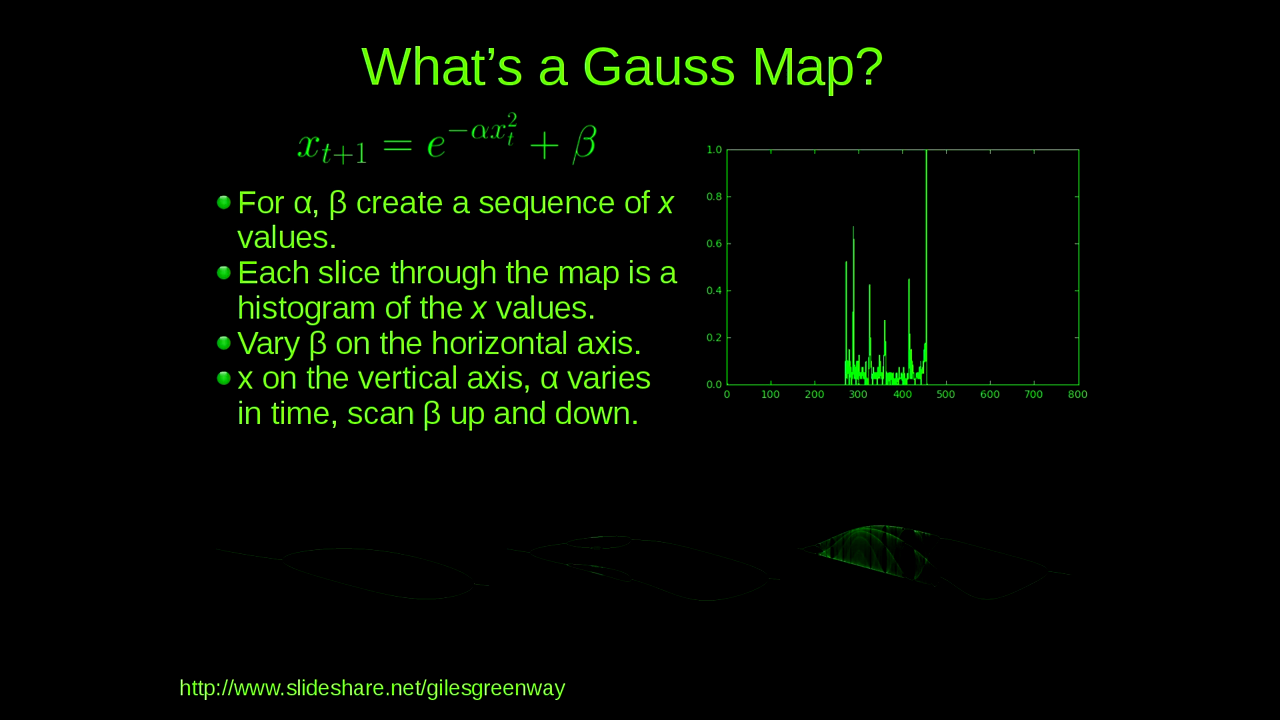 What’s a Gauss Map?
x_{t+1} = e^{-αx_t^2} + β
For α, β create a sequence of x
values.
Each slice through the map is a
histogram of the x values.
Vary β on the horizontal axis.
x on the vertical axis, α varies
in time, scan β up and down.
1.0
0.8
0.6
0.4
0.2
0.0
0 100 200 300 400 500 600 700 800
http://www.slideshare.net/gilesgreenway